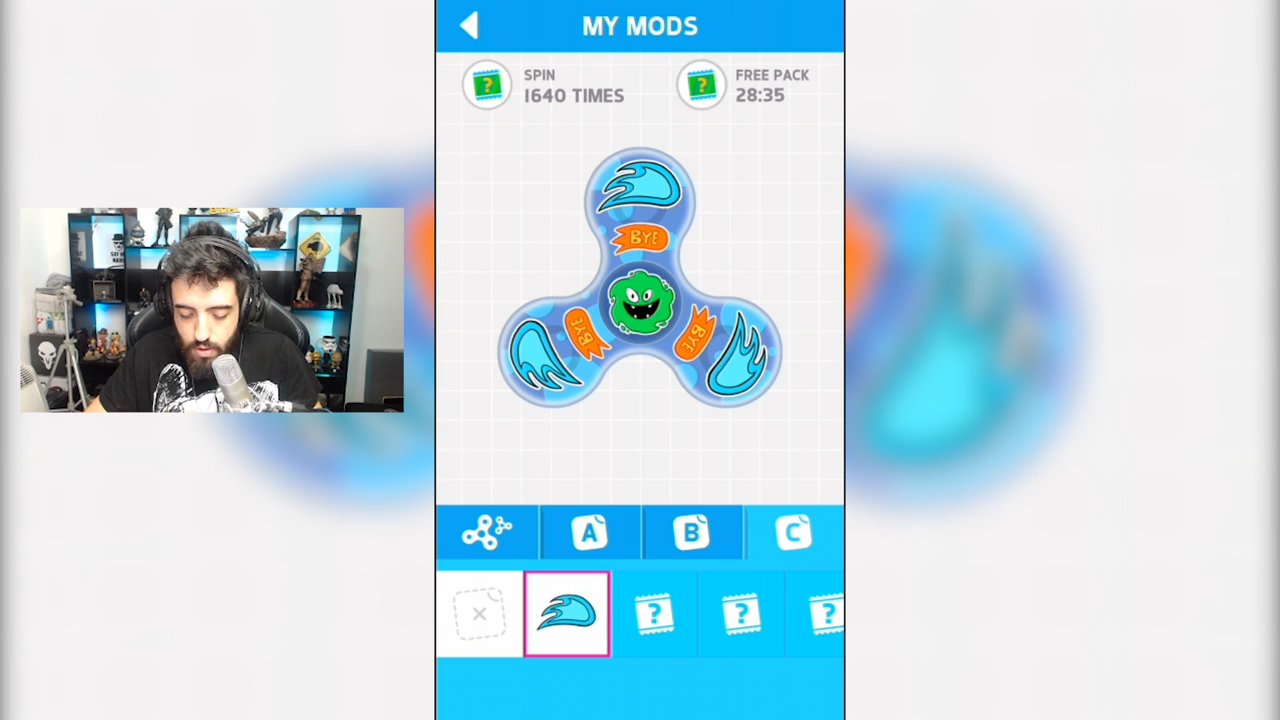 MY MODS
SPIN
1640 TIMES
FREE PACK
28:35
BYE
BYE
BYE
A
B
C
?
?
?